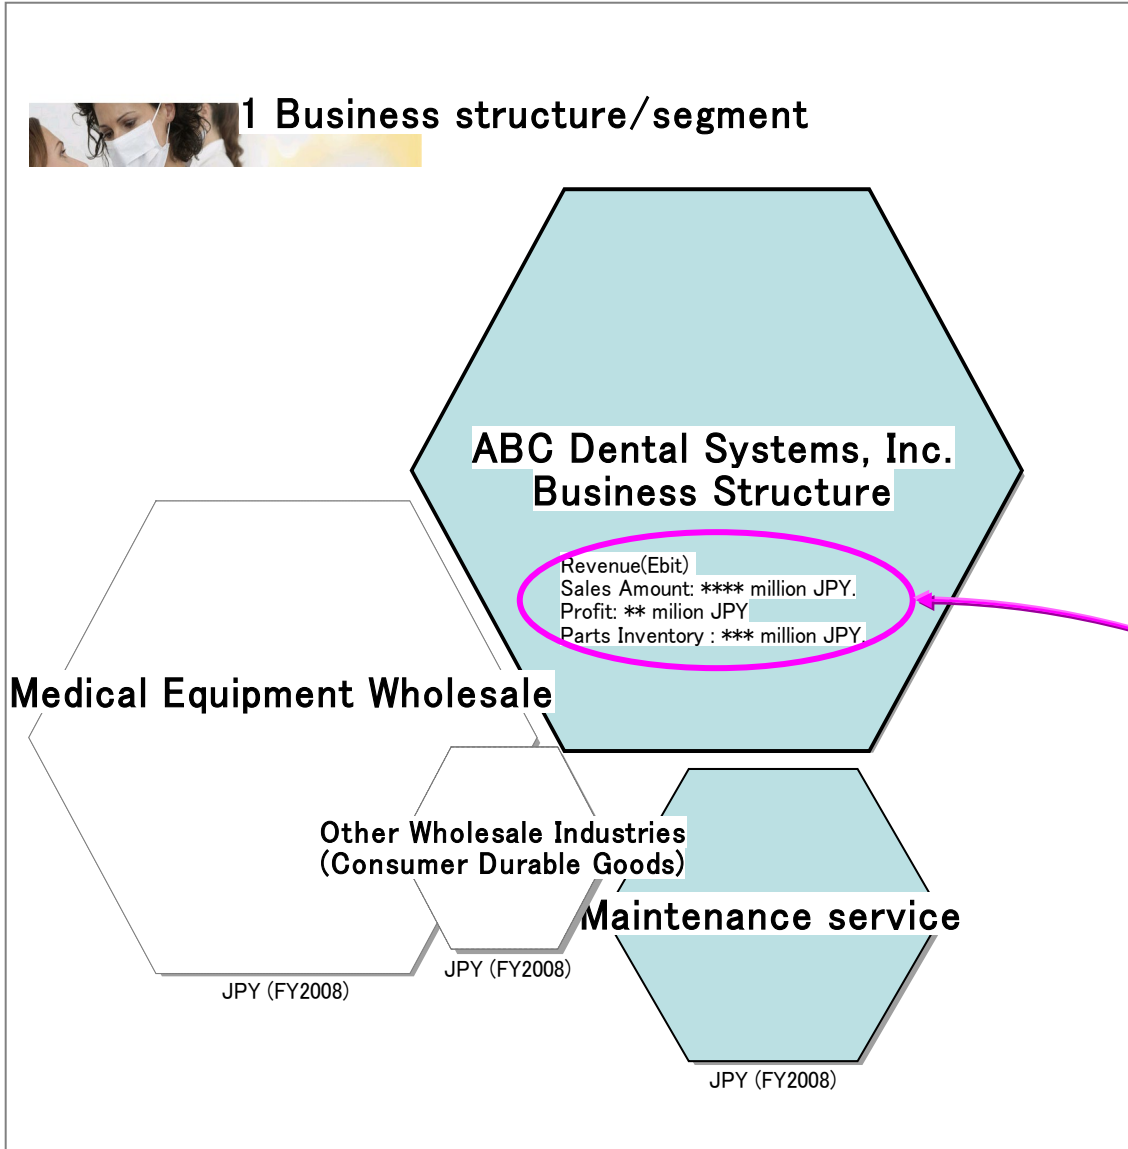 1 Business structure/segment
ABC Dental Systems, Inc.
Business Structure
Revenue(Ebit)
Sales Amount: **** million JPY.
Profit: ** milion JPY
Parts Inventory : *** million JPY.
Medical Equipment Wholesale
Other Wholesale Industries
(Consumer Durable Goods)
Maintenance service
JPY (FY2008)
JPY (FY2008)
JPY (FY2008)